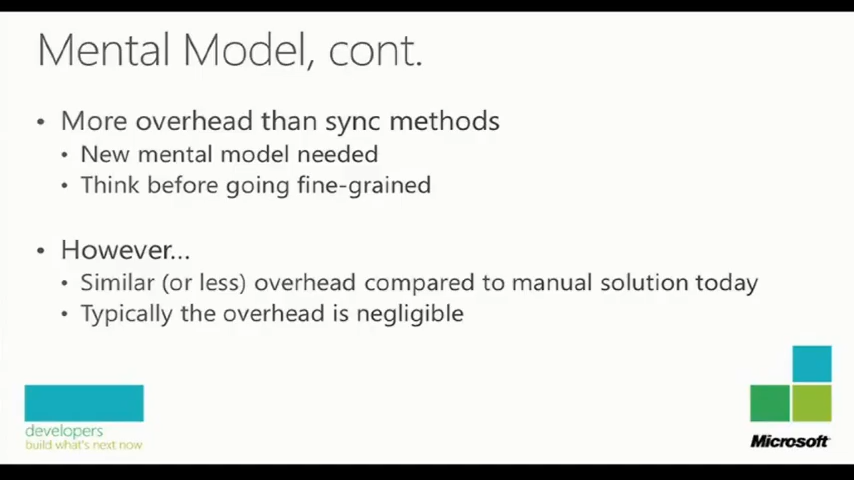 Mental Model, cont.
• More overhead than sync methods
• New mental model needed
• Think before going fine-grained
• However...
• Similar (or less) overhead compared to manual solution today
• Typically the overhead is negligible
developers
build what's next now
Microsoft